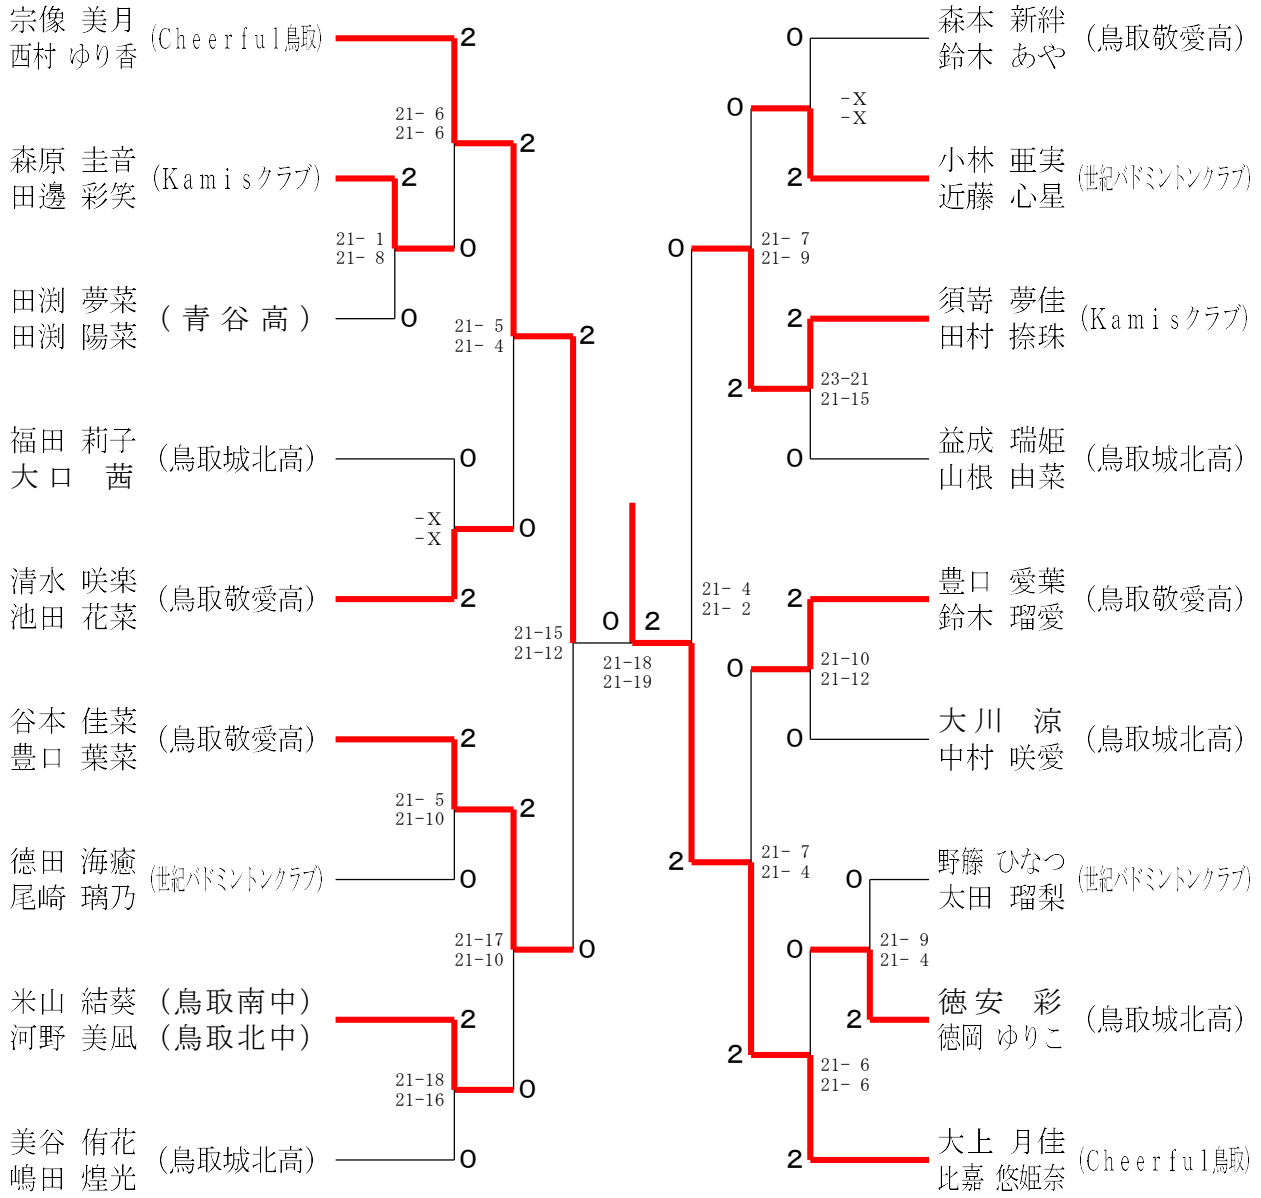 宗像 美月
西村 ゆり香
(Cheerful鳥取)
2
21- 6
21- 6
2
森原 圭音
田邊 彩笑
(Kamisクラブ)
2
21- 1
21- 8
0
田渕 夢菜
田渕 陽菜
(青谷高)
0
21- 5
21- 4
2
福田 莉子
大口 茜
(鳥取城北高)
0
-X
-X
0
清水 咲楽
池田 花菜
(鳥取敬愛高)
2
21-15
21-12
0
2
21-18
21-19
谷本 佳菜
豊口 葉菜
(鳥取敬愛高)
2
21- 5
21-10
2
徳田 海癒
尾崎 璃乃
(世紀バドミントンクラブ)
0
21-17
21-10
0
米山 結葵
河野 美凪
(鳥取南中)
(鳥取北中)
2
21-18
21-16
0
美谷 侑花
嶋田 煌光
(鳥取城北高)
0
0
森本 新絆
鈴木 あや
(鳥取敬愛高)
0
-X
-X
2
小林 亜実
近藤 心星
(世紀バドミントンクラブ)
0
21- 7
21- 9
2
須嵜 夢佳
田村 捺珠
(Kamisクラブ)
2
23-21
21-15
0
益成 瑞姫
山根 由菜
(鳥取城北高)
21- 4
21- 2
2
豊口 愛葉
鈴木 瑠愛
(鳥取敬愛高)
0
21-10
21-12
0
大川 涼
中村 咲愛
(鳥取城北高)
2
21- 7
21- 4
0
野籐 ひなつ
太田 瑠梨
(世紀バドミントンクラブ)
0
21- 9
21- 4
2
徳安 彩
徳岡 ゆりこ
(鳥取城北高)
2
21- 6
21- 6
2
大上 月佳
比嘉 悠姫奈
(Cheerful鳥取)